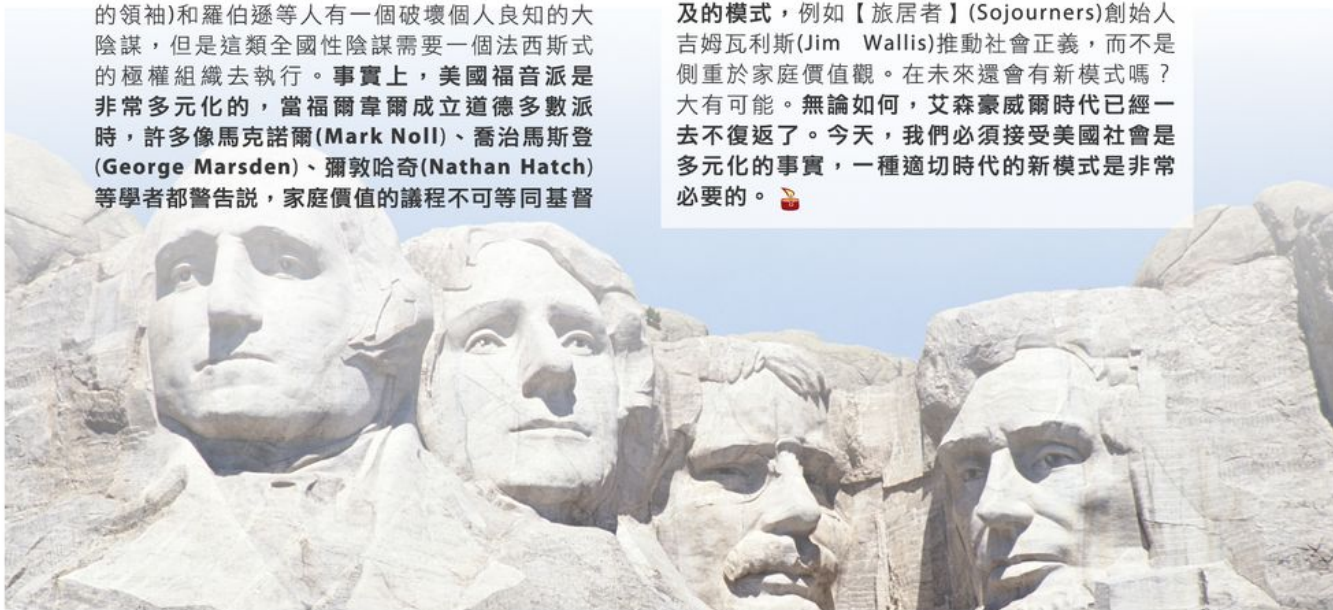 的領袖)和羅伯遜等人有一個破壞個人良知的大
陰謀，但是這類全國性陰謀需要一個法西斯式
的極權組織去執行。事實上，美國福音派是
非常多元化的，當福爾韋爾成立道德多數派
時，許多像馬克諾爾(Mark Noll)、喬治馬斯登
(George Marsden)、彌敦哈奇(Nathan Hatch)
等學者都警告説，家庭價值的議程不可等同基督
及的模式，例如【旅居者】(Sojourners)創始人
吉姆瓦利斯(Jim Wallis)推動社會正義，而不是
側重於家庭價值觀。在未來還會有新模式嗎？
大有可能。無論如何，艾森豪威爾時代已經一
去不復返了。今天，我們必須接受美國社會是
多元化的事實，一種適切時代的新模式是非常
必要的。